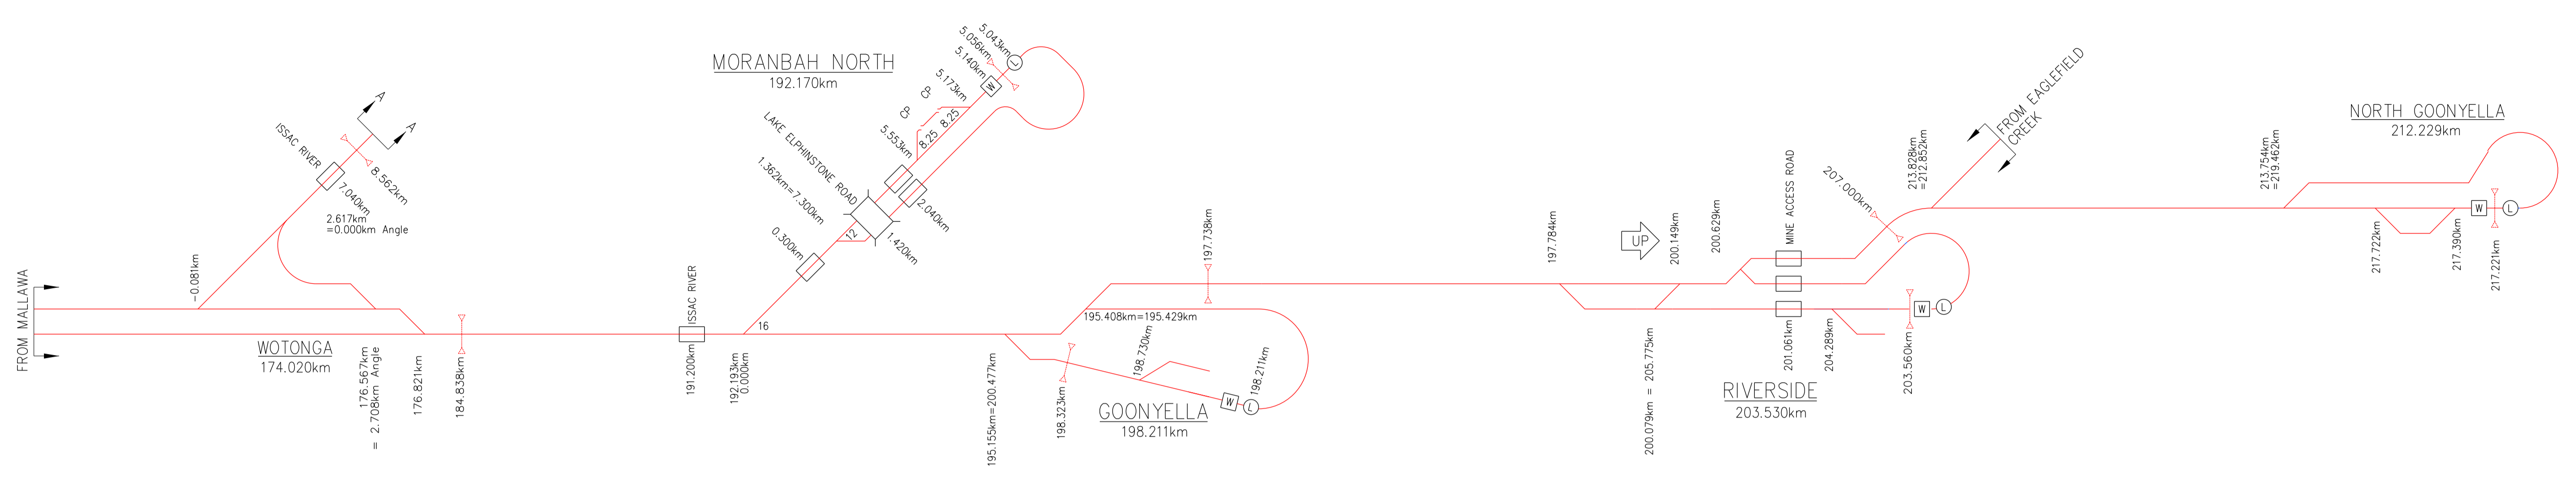 FROM MALLAWA
-0.081km
ISSAC RIVER
7.040km
8.562km
A
A
2.617km
=0.000km Angle
WOTONGA
174.020km
176.567km
= 2.708km Angle
176.821km
184.838km
ISSAC RIVER
191.200km
192.193km
0.000km
16
MORANBAH NORTH
192.170km
LAKE ELPHINSTONE ROAD
1.362km=7.300km
0.300km
12
1.420km
2.040km
5.553km
8.25
8.25
CP
CP
5.173km
5.140km
5.056km
5.043km
W
L
195.155km=200.477km
195.408km=195.429km
197.738km
198.323km
198.730km
198.211km
W
L
GOONYELLA
198.211km
197.784km
UP
200.149km
200.629km
200.079km = 205.775km
MINE ACCESS ROAD
201.061km
204.289km
203.560km
W
L
RIVERSIDE
203.530km
207.000km
213.828km
=212.852km
FROM EAGLEFIELD
CREEK
213.754km
=219.462km
NORTH GOONYELLA
212.229km
217.722km
217.390km
217.221km
W
L